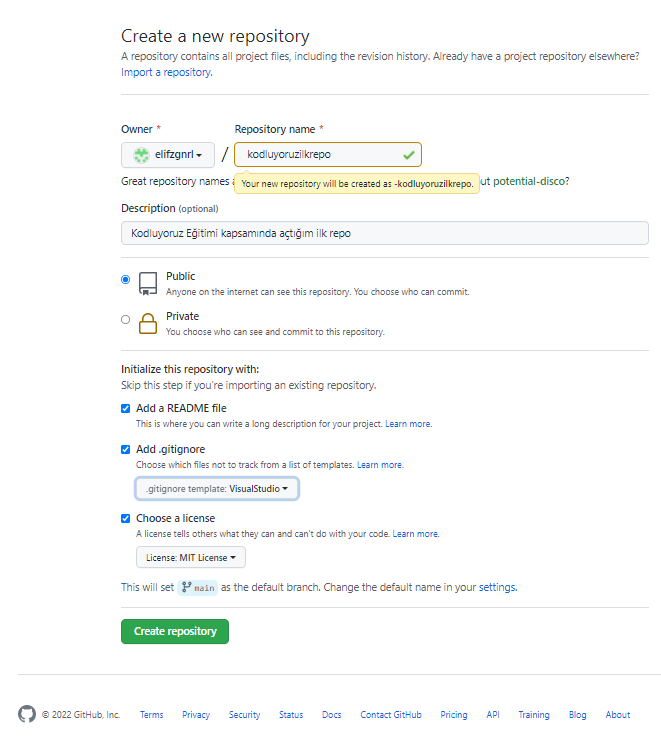 Create a new repository
A repository contains all project files, including the revision history. Already have a project repository elsewhere?
Import a repository.
Owner *
Repository name *
elifzgnrl
/
kodluyoruzilkrepo
Great repository names
Your new repository will be created as -kodluyoruzilkrepo.
ut potential-disco?
Description (optional)
Kodluyoruz Eğitimi kapsamında açtığım ilk repo
Public
Anyone on the internet can see this repository. You choose who can commit.
Private
You choose who can see and commit to this repository.
Initialize this repository with:
Skip this step if you're importing an existing repository.
Add a README file
This is where you can write a long description for your project. Learn more.
Add .gitignore
Choose which files not to track from a list of templates. Learn more.
.gitignore template: VisualStudio
Choose a license
A license tells others what they can and can't do with your code. Learn more.
License: MIT License
This will set main as the default branch. Change the default name in your settings.
Create repository
© 2022 GitHub, Inc. Terms Privacy Security Status Docs Contact GitHub Pricing API Training Blog About